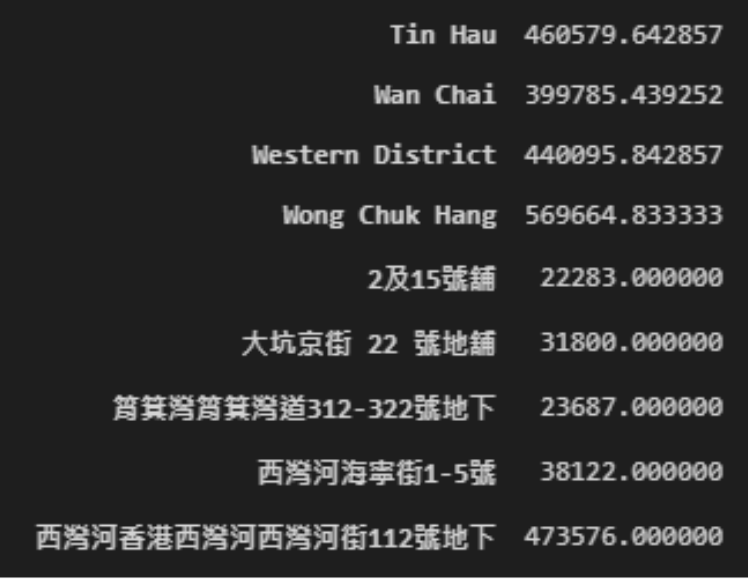 Tin Hau 460579.642857
Wan Chai 399785.439252
Western District 440095.842857
Wong Chuk Hang 569664.833333
2及15號舖 22283.000000
大坑京街 22 號地舖 31800.000000
筲箕灣筲箕灣道312-322號地下 23687.000000
西灣河海寧街1-5號 38122.000000
西灣河香港西灣河西灣河街112號地下 473576.000000